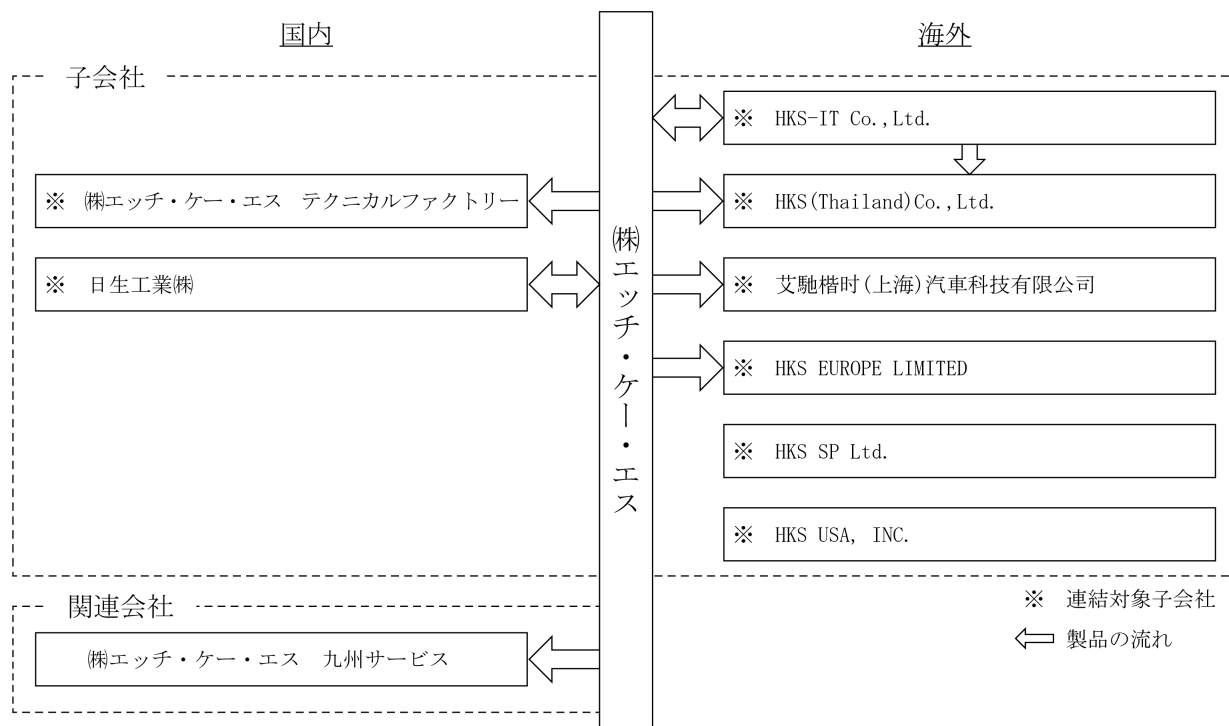 国内
海外
子会社
※ HKS-IT Co.,Ltd.
※ ㈱エッチ・ケー・エス　テクニカルファクトリー
※ HKS(Thailand)Co.,Ltd.
※ 日生工業㈱
※ 艾馳楷时(上海)汽車科技有限公司
※ HKS EUROPE LIMITED
※ HKS SP Ltd.
※ HKS USA, INC.
㈱エッチ・ケー・エス
関連会社
㈱エッチ・ケー・エス　九州サービス
※ 連結対象子会社
製品の流れ